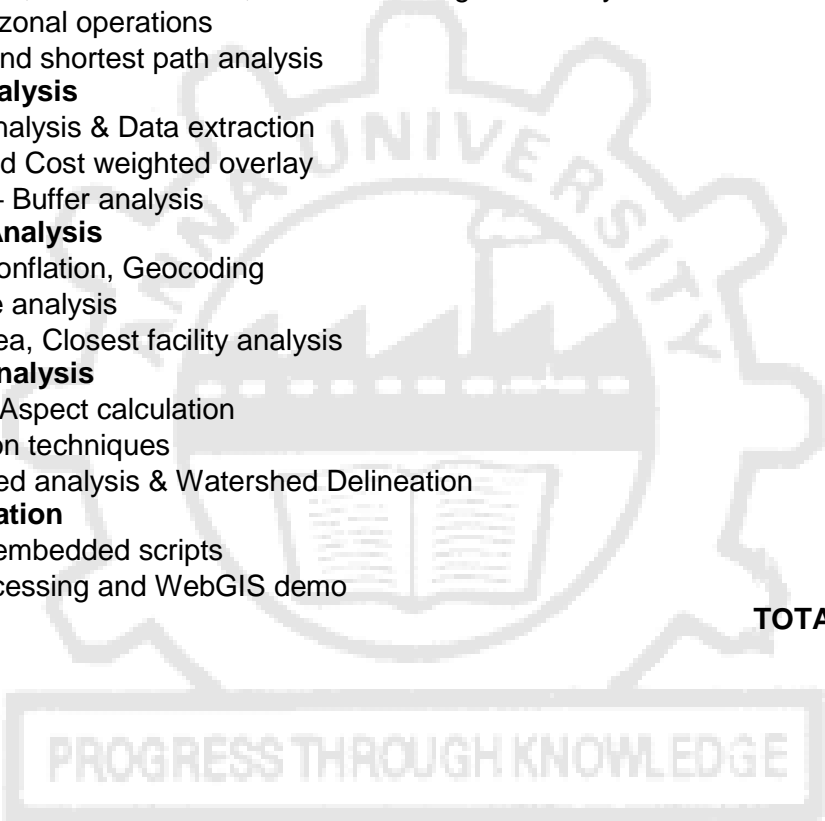 zonal operations
nd shortest path analysis
alysis
nalysis & Data extraction
d Cost weighted overlay
- Buffer analysis
Analysis
onflation, Geocoding
e analysis
ea, Closest facility analysis
nalysis
Aspect calculation
on techniques
ed analysis & Watershed Delineation
ation
embedded scripts
cessing and WebGIS demo
TOTA
ANNA UNIVERSITY
PROGRESS THROUGH KNOWLEDGE